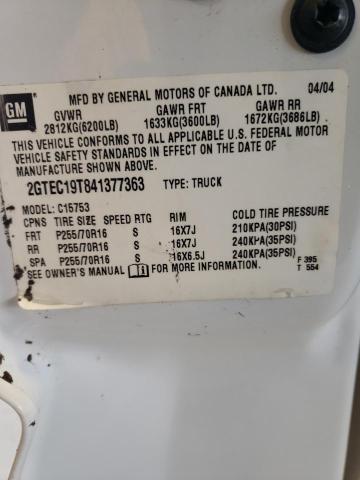 GM
MFD BY GENERAL MOTORS OF CANADA LTD. 04/04
GVWR GAWR FRT GAWR RR
2812KG(6200LB) 1633KG(3600LB) 1672KG(3686LB)
THIS VEHICLE CONFORMS TO ALL APPLICABLE U.S. FEDERAL MOTOR
VEHICLE SAFETY STANDARDS IN EFFECT ON THE DATE OF
MANUFACTURE SHOWN ABOVE.
2GTEC19T841377363 TYPE: TRUCK
MODEL: C15753
CPNS TIRE SIZE SPEED RTG RIM COLD TIRE PRESSURE
FRT P255/70R16 S 16X7J 210KPA(30PSI)
RR P255/70R16 S 16X7J 240KPA(35PSI)
SPA P255/70R16 S 16X6.5J 240KPA(35PSI)
SEE OWNER'S MANUAL FOR MORE INFORMATION. F 395
T 554